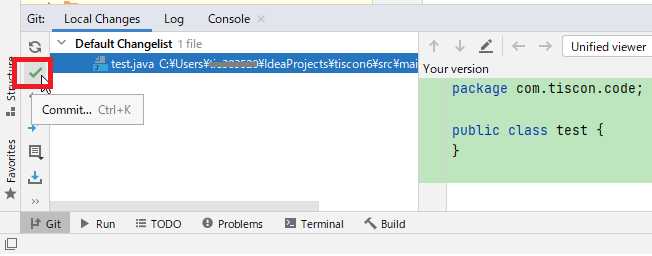 Git: Local Changes Log Console
Default Changelist 1 file
test.java C:¥Users¥ ¥IdeaProjects¥tiscon6¥src¥mai
Unified viewer
Your version
package com.tiscon.code;
public class test {
}
Commit... Ctrl+K
Structure
Favorites
Git Run TODO Problems Terminal Build